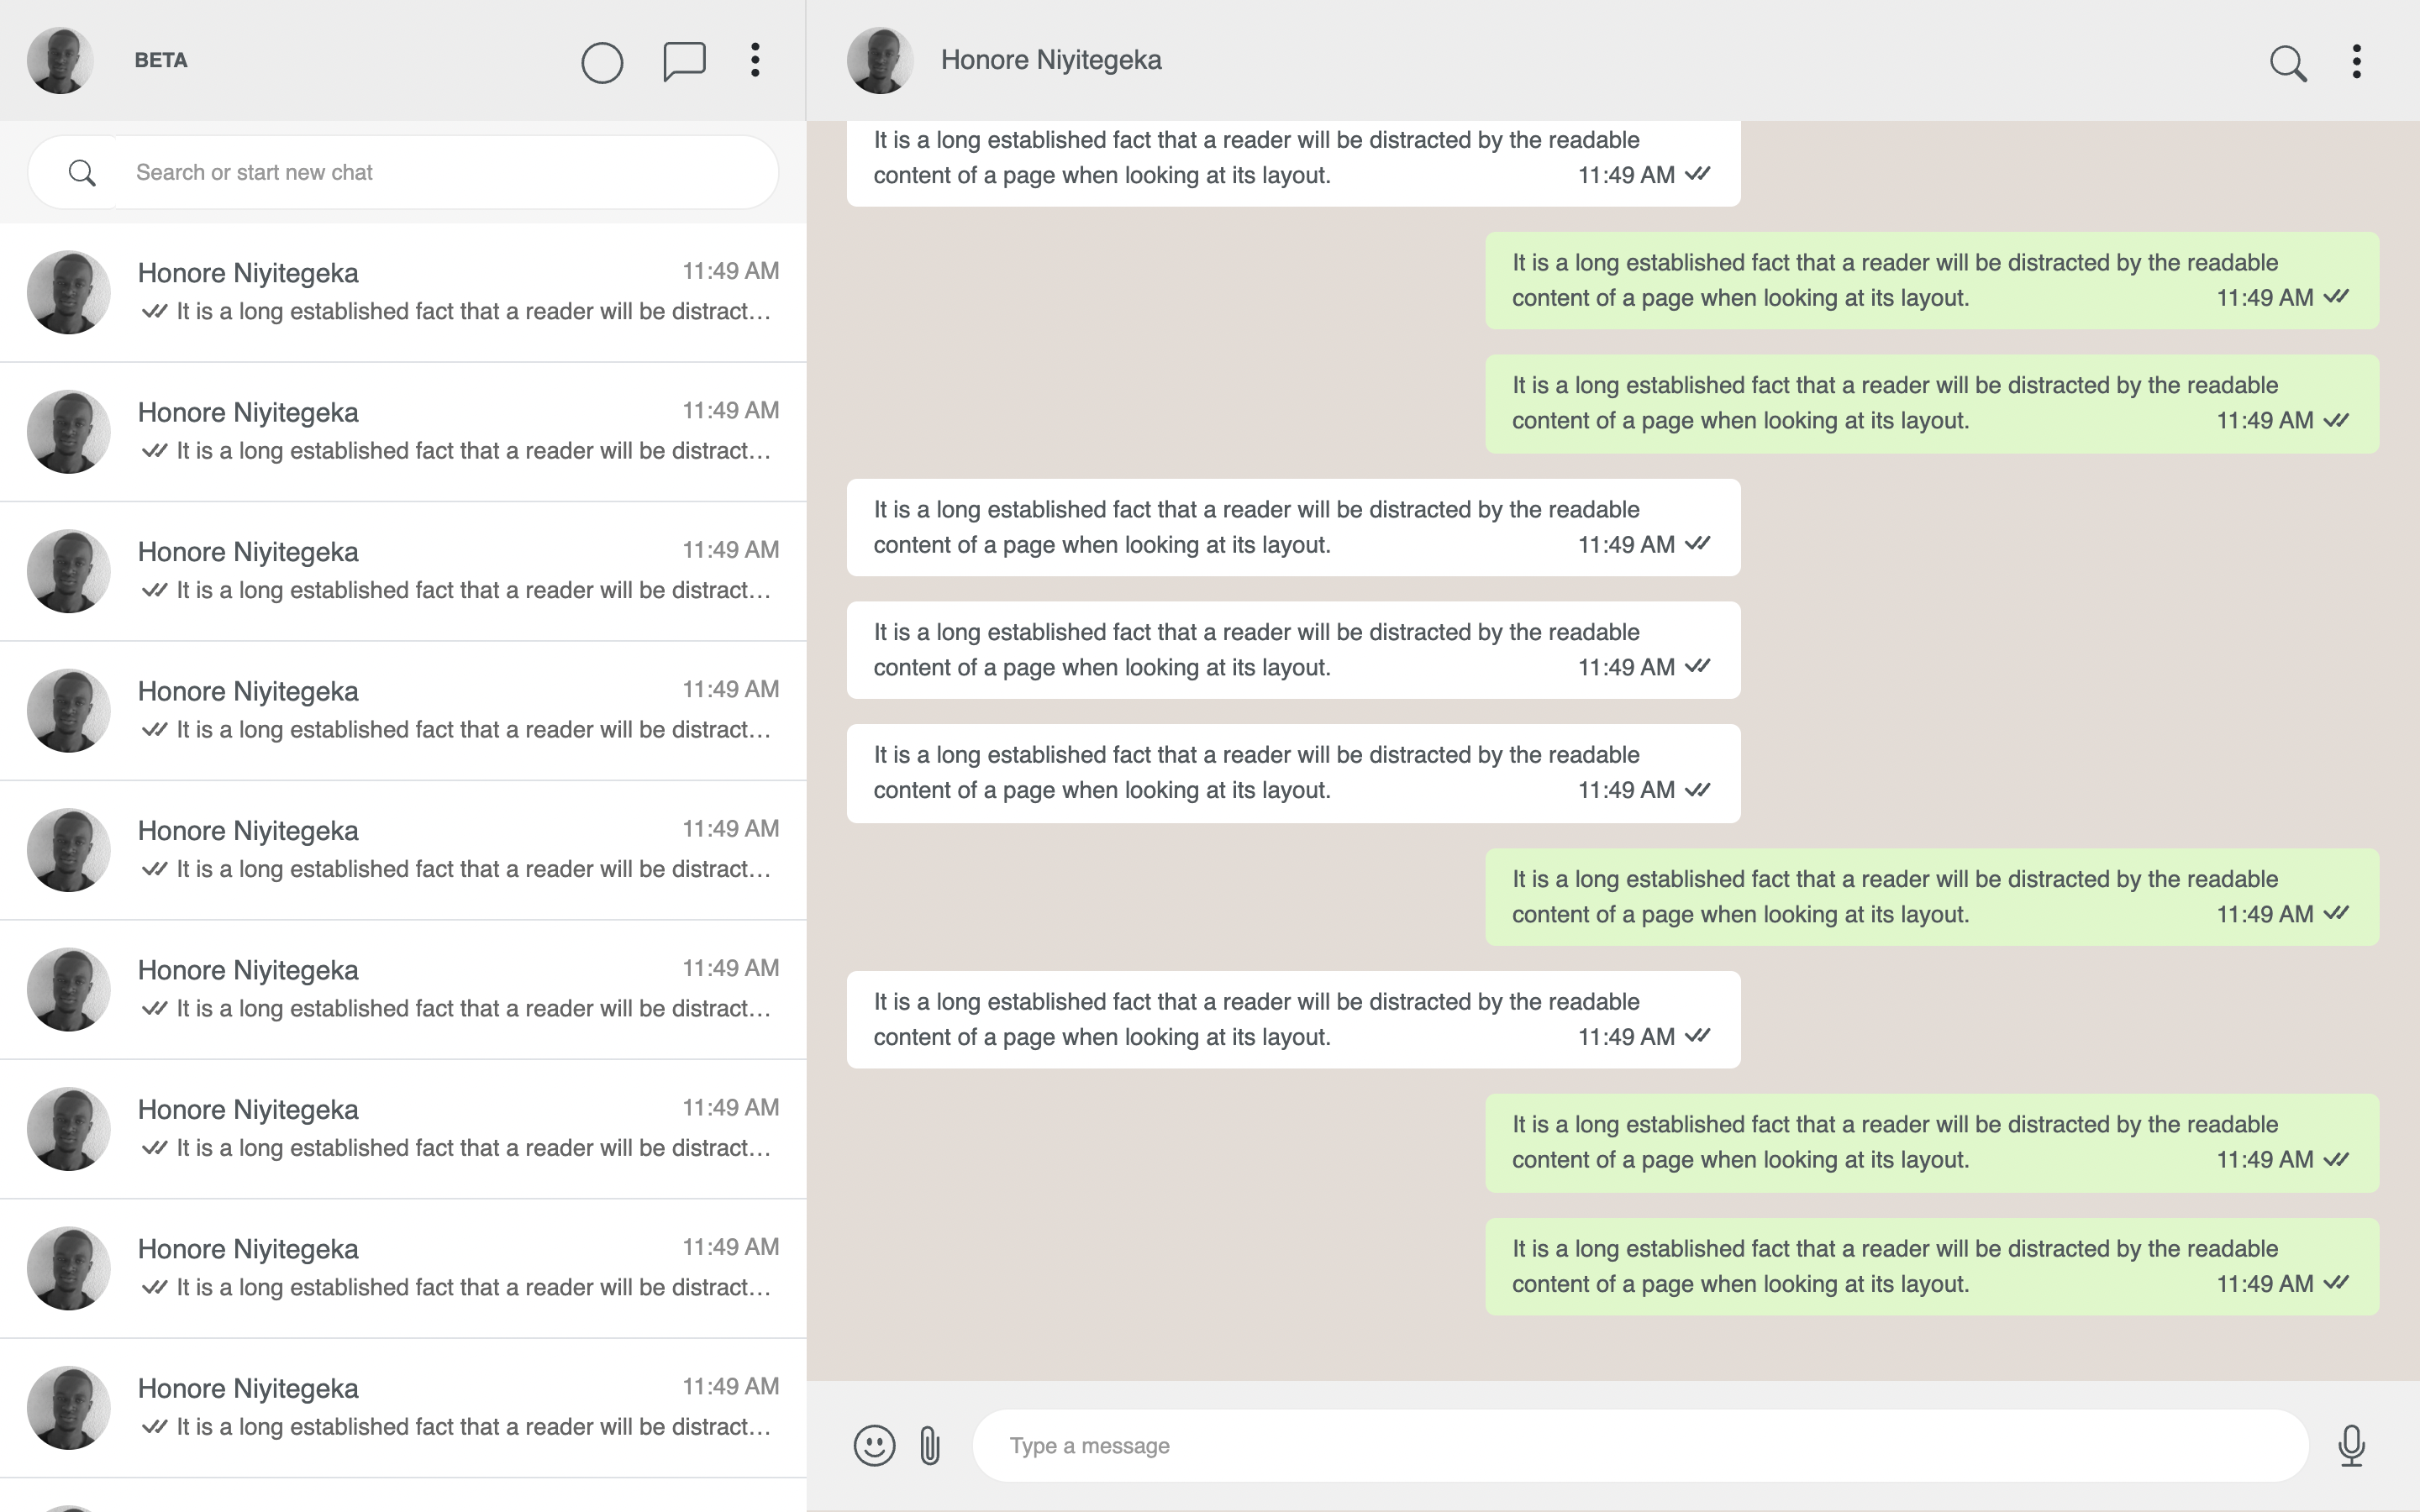 BETA
Search or start new chat
Honore Niyitegeka 11:49 AM
It is a long established fact that a reader will be distract...
Honore Niyitegeka 11:49 AM
It is a long established fact that a reader will be distract...
Honore Niyitegeka 11:49 AM
It is a long established fact that a reader will be distract...
Honore Niyitegeka 11:49 AM
It is a long established fact that a reader will be distract...
Honore Niyitegeka 11:49 AM
It is a long established fact that a reader will be distract...
Honore Niyitegeka 11:49 AM
It is a long established fact that a reader will be distract...
Honore Niyitegeka 11:49 AM
It is a long established fact that a reader will be distract...
Honore Niyitegeka 11:49 AM
It is a long established fact that a reader will be distract...
Honore Niyitegeka 11:49 AM
It is a long established fact that a reader will be distract...
Honore Niyitegeka
It is a long established fact that a reader will be distracted by the readable
content of a page when looking at its layout. 11:49 AM
It is a long established fact that a reader will be distracted by the readable
content of a page when looking at its layout. 11:49 AM
It is a long established fact that a reader will be distracted by the readable
content of a page when looking at its layout. 11:49 AM
It is a long established fact that a reader will be distracted by the readable
content of a page when looking at its layout. 11:49 AM
It is a long established fact that a reader will be distracted by the readable
content of a page when looking at its layout. 11:49 AM
It is a long established fact that a reader will be distracted by the readable
content of a page when looking at its layout. 11:49 AM
It is a long established fact that a reader will be distracted by the readable
content of a page when looking at its layout. 11:49 AM
It is a long established fact that a reader will be distracted by the readable
content of a page when looking at its layout. 11:49 AM
It is a long established fact that a reader will be distracted by the readable
content of a page when looking at its layout. 11:49 AM
It is a long established fact that a reader will be distracted by the readable
content of a page when looking at its layout. 11:49 AM
Type a message